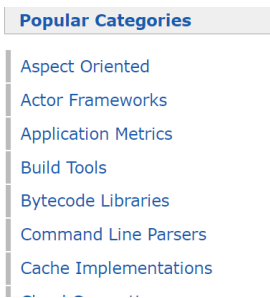 Popular Categories
Aspect Oriented
Actor Frameworks
Application Metrics
Build Tools
Bytecode Libraries
Command Line Parsers
Cache Implementations